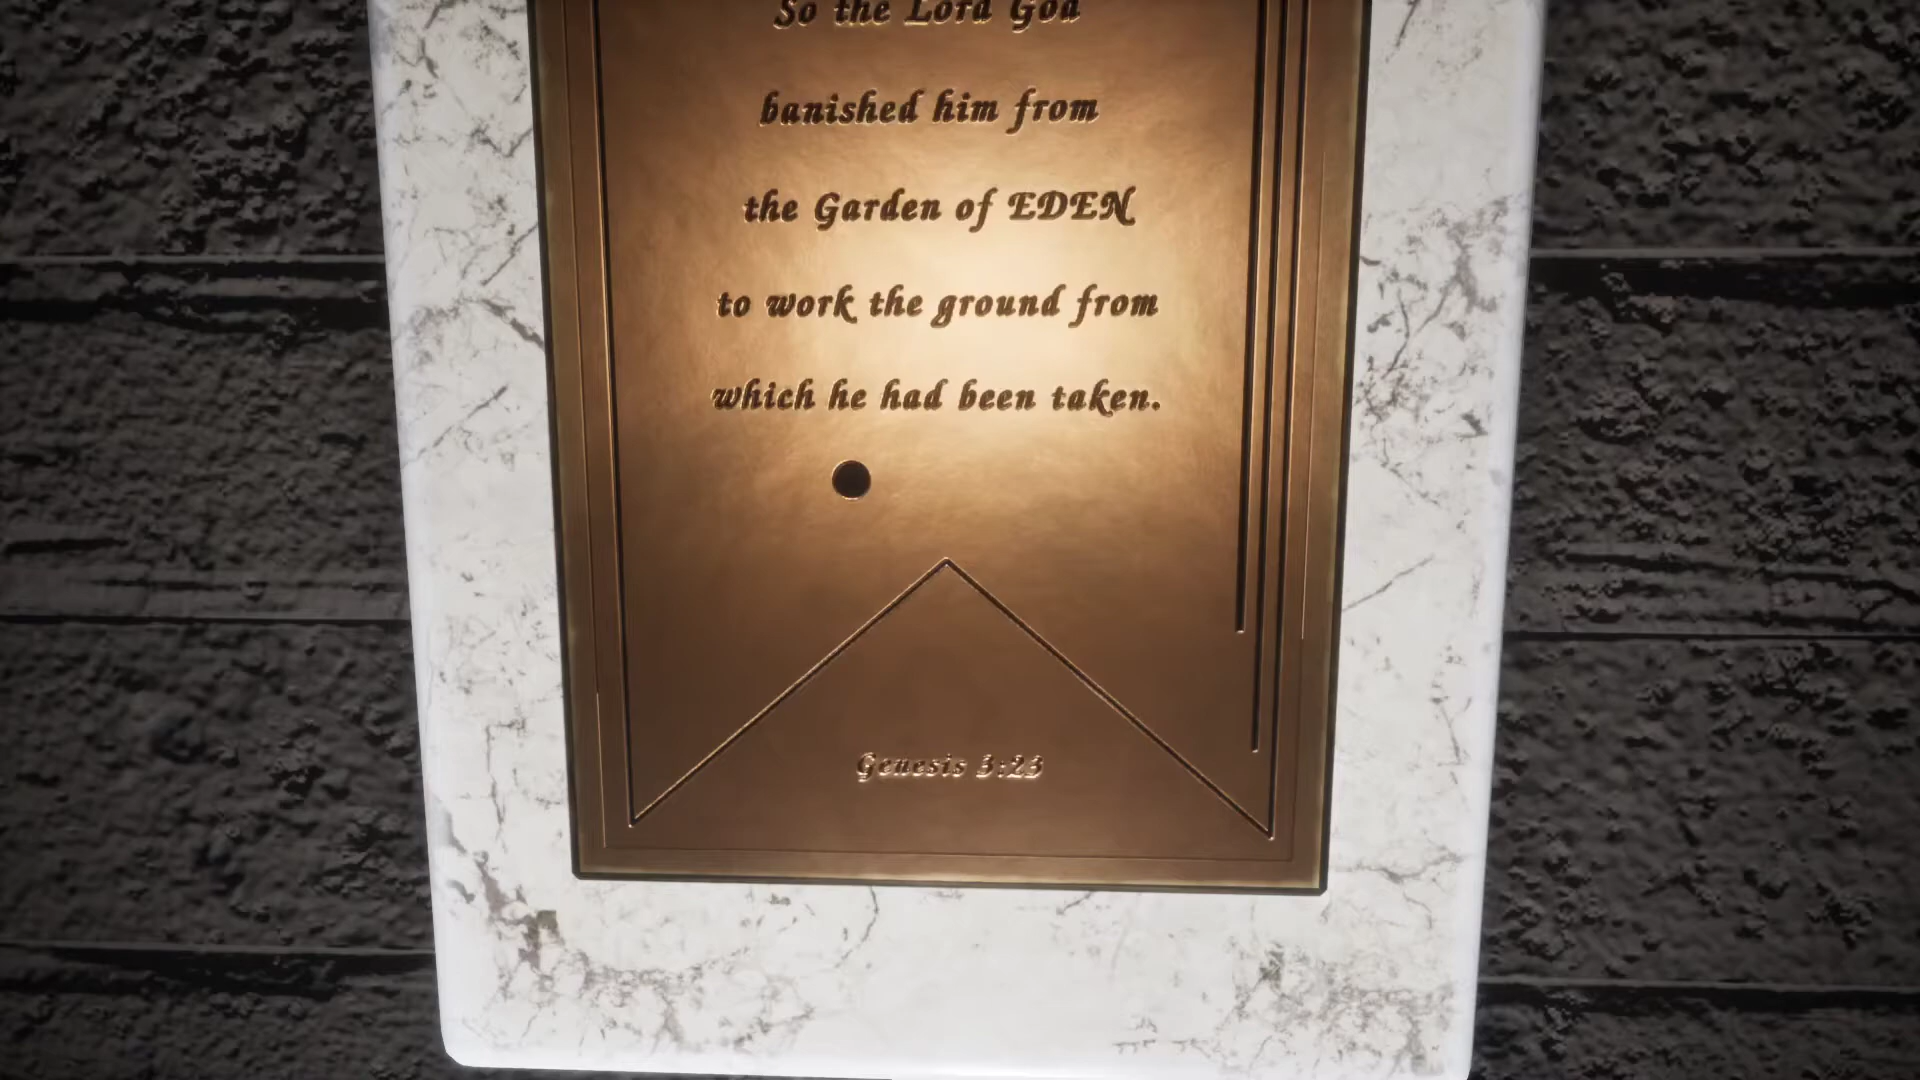 So the Lord God
banished him from
the Garden of EDEN
to work the ground from
which he had been taken.
Genesis 3:23